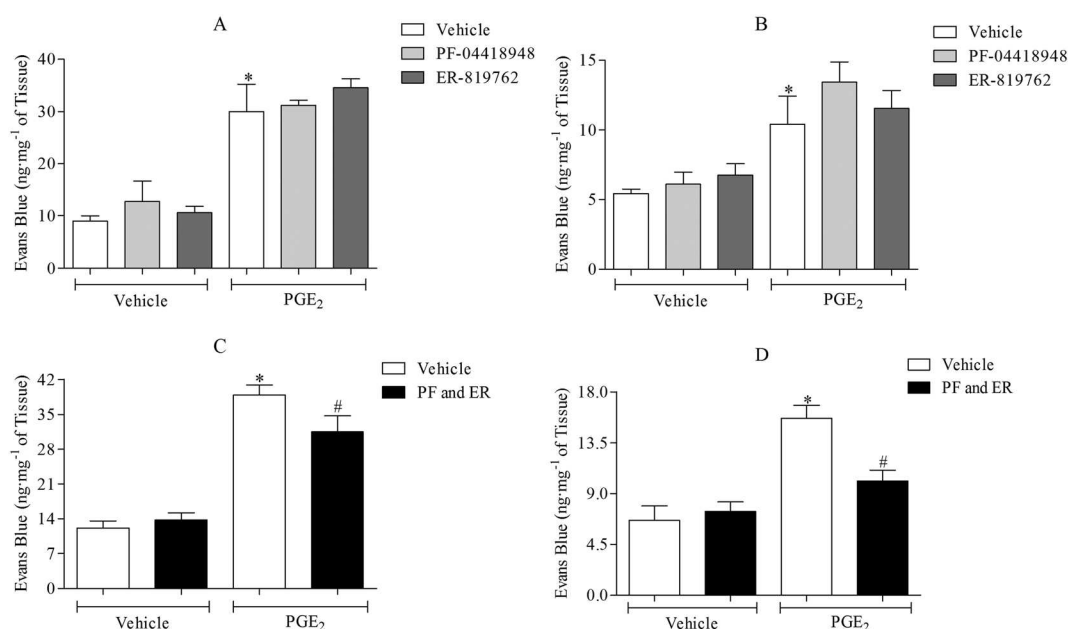 A
Vehicle
PF-04418948
ER-819762
Evans Blue (ng·mg⁻¹ of Tissue)
40
30
20
10
0
*
Vehicle
PGE₂
B
Vehicle
PF-04418948
ER-819762
Evans Blue (ng·mg⁻¹ of Tissue)
15
10
5
0
*
Vehicle
PGE₂
C
Vehicle
PF and ER
Evans Blue (ng·mg⁻¹ of Tissue)
42
35
28
21
14
7
0
*
#
Vehicle
PGE₂
D
Vehicle
PF and ER
Evans Blue (ng·mg⁻¹ of Tissue)
18.0
13.5
9.0
4.5
0.0
*
#
Vehicle
PGE₂